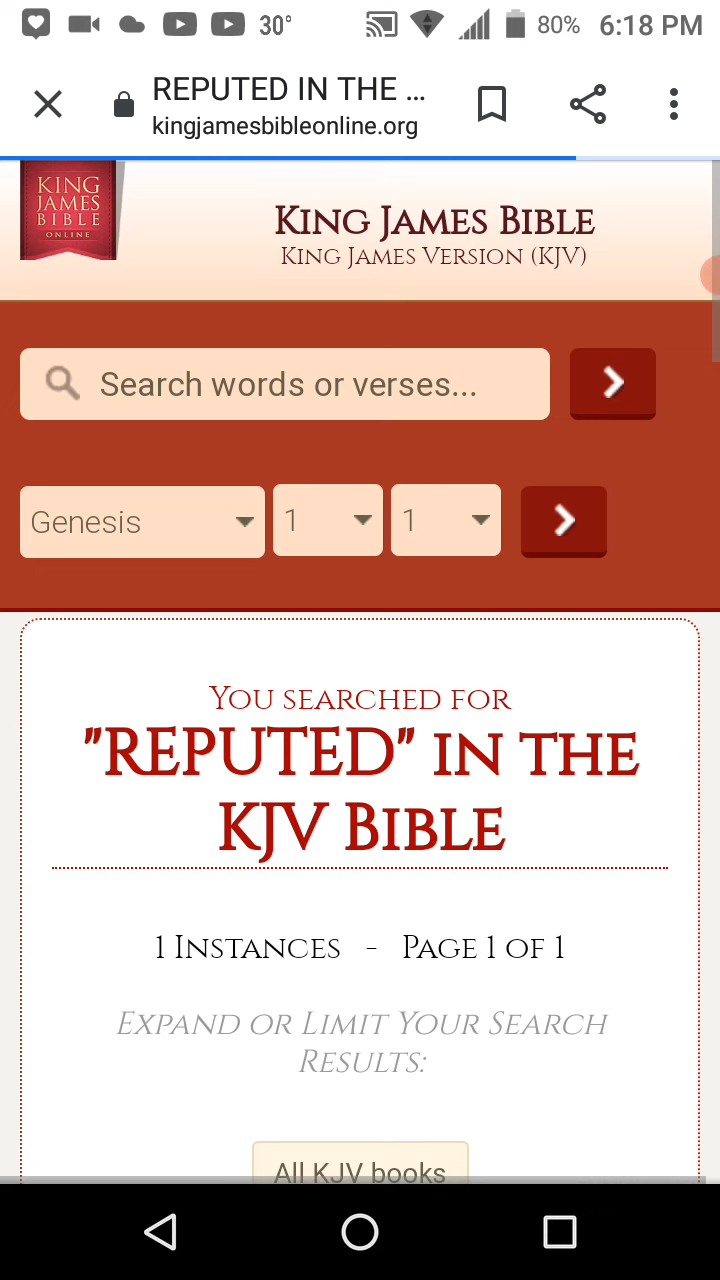 30°
80%
6:18 PM
REPUTED IN THE ...
kingjamesbibleonline.org
KING
JAMES
BIBLE
ONLINE
King James Bible
King James Version (KJV)
Search words or verses...
Genesis
1
1
You searched for
"REPUTED" in the
KJV Bible
1 Instances - Page 1 of 1
Expand or Limit Your Search
Results:
All KJV books